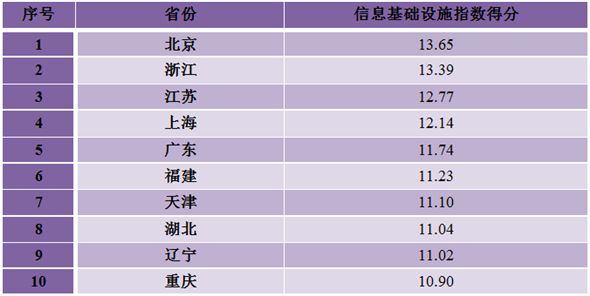 序号 省份 信息基础设施指数得分
1 北京 13.65
2 浙江 13.39
3 江苏 12.77
4 上海 12.14
5 广东 11.74
6 福建 11.23
7 天津 11.10
8 湖北 11.04
9 辽宁 11.02
10 重庆 10.90